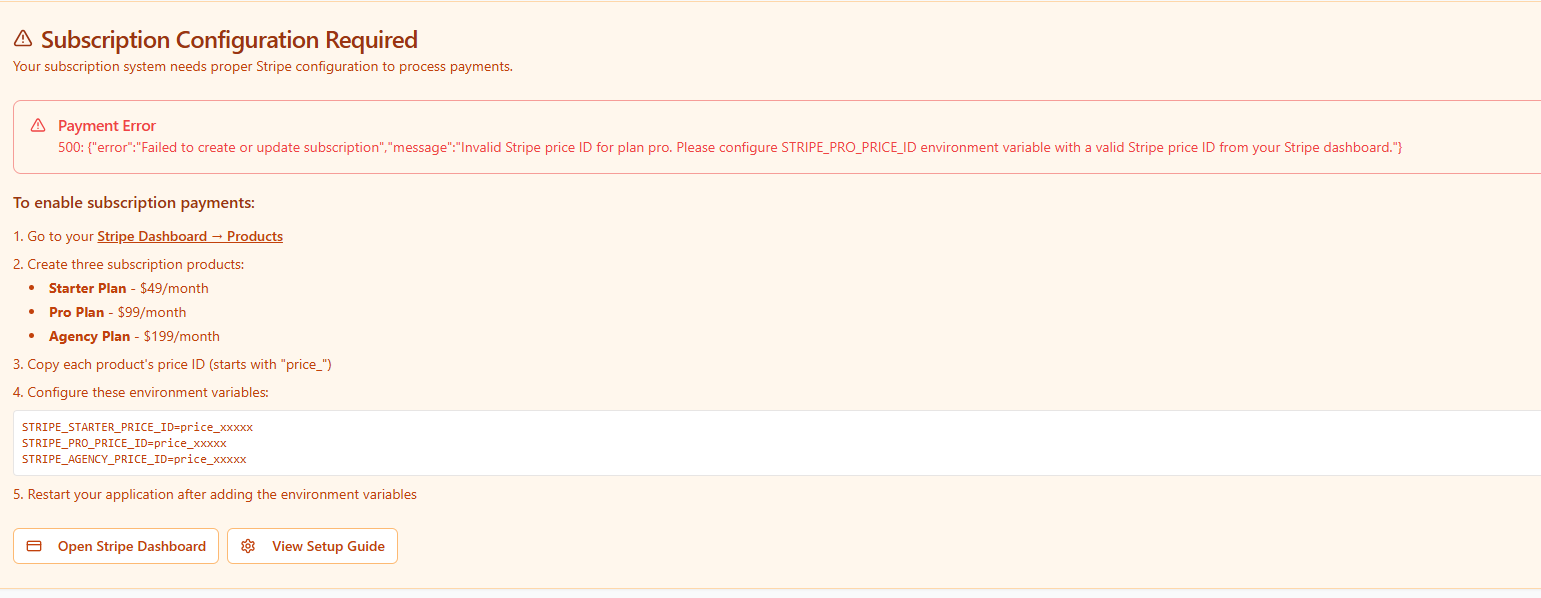 Subscription Configuration Required
Your subscription system needs proper Stripe configuration to process payments.
Payment Error
500: {"error":"Failed to create or update subscription","message":"Invalid Stripe price ID for plan pro. Please configure STRIPE_PRO_PRICE_ID environment variable with a valid Stripe price ID from your Stripe dashboard."}
To enable subscription payments:
1. Go to your Stripe Dashboard → Products
2. Create three subscription products:
• Starter Plan - $49/month
• Pro Plan - $99/month
• Agency Plan - $199/month
3. Copy each product's price ID (starts with "price_")
4. Configure these environment variables:
STRIPE_STARTER_PRICE_ID=price_xxxxx
STRIPE_PRO_PRICE_ID=price_xxxxx
STRIPE_AGENCY_PRICE_ID=price_xxxxx
5. Restart your application after adding the environment variables
Open Stripe Dashboard
View Setup Guide